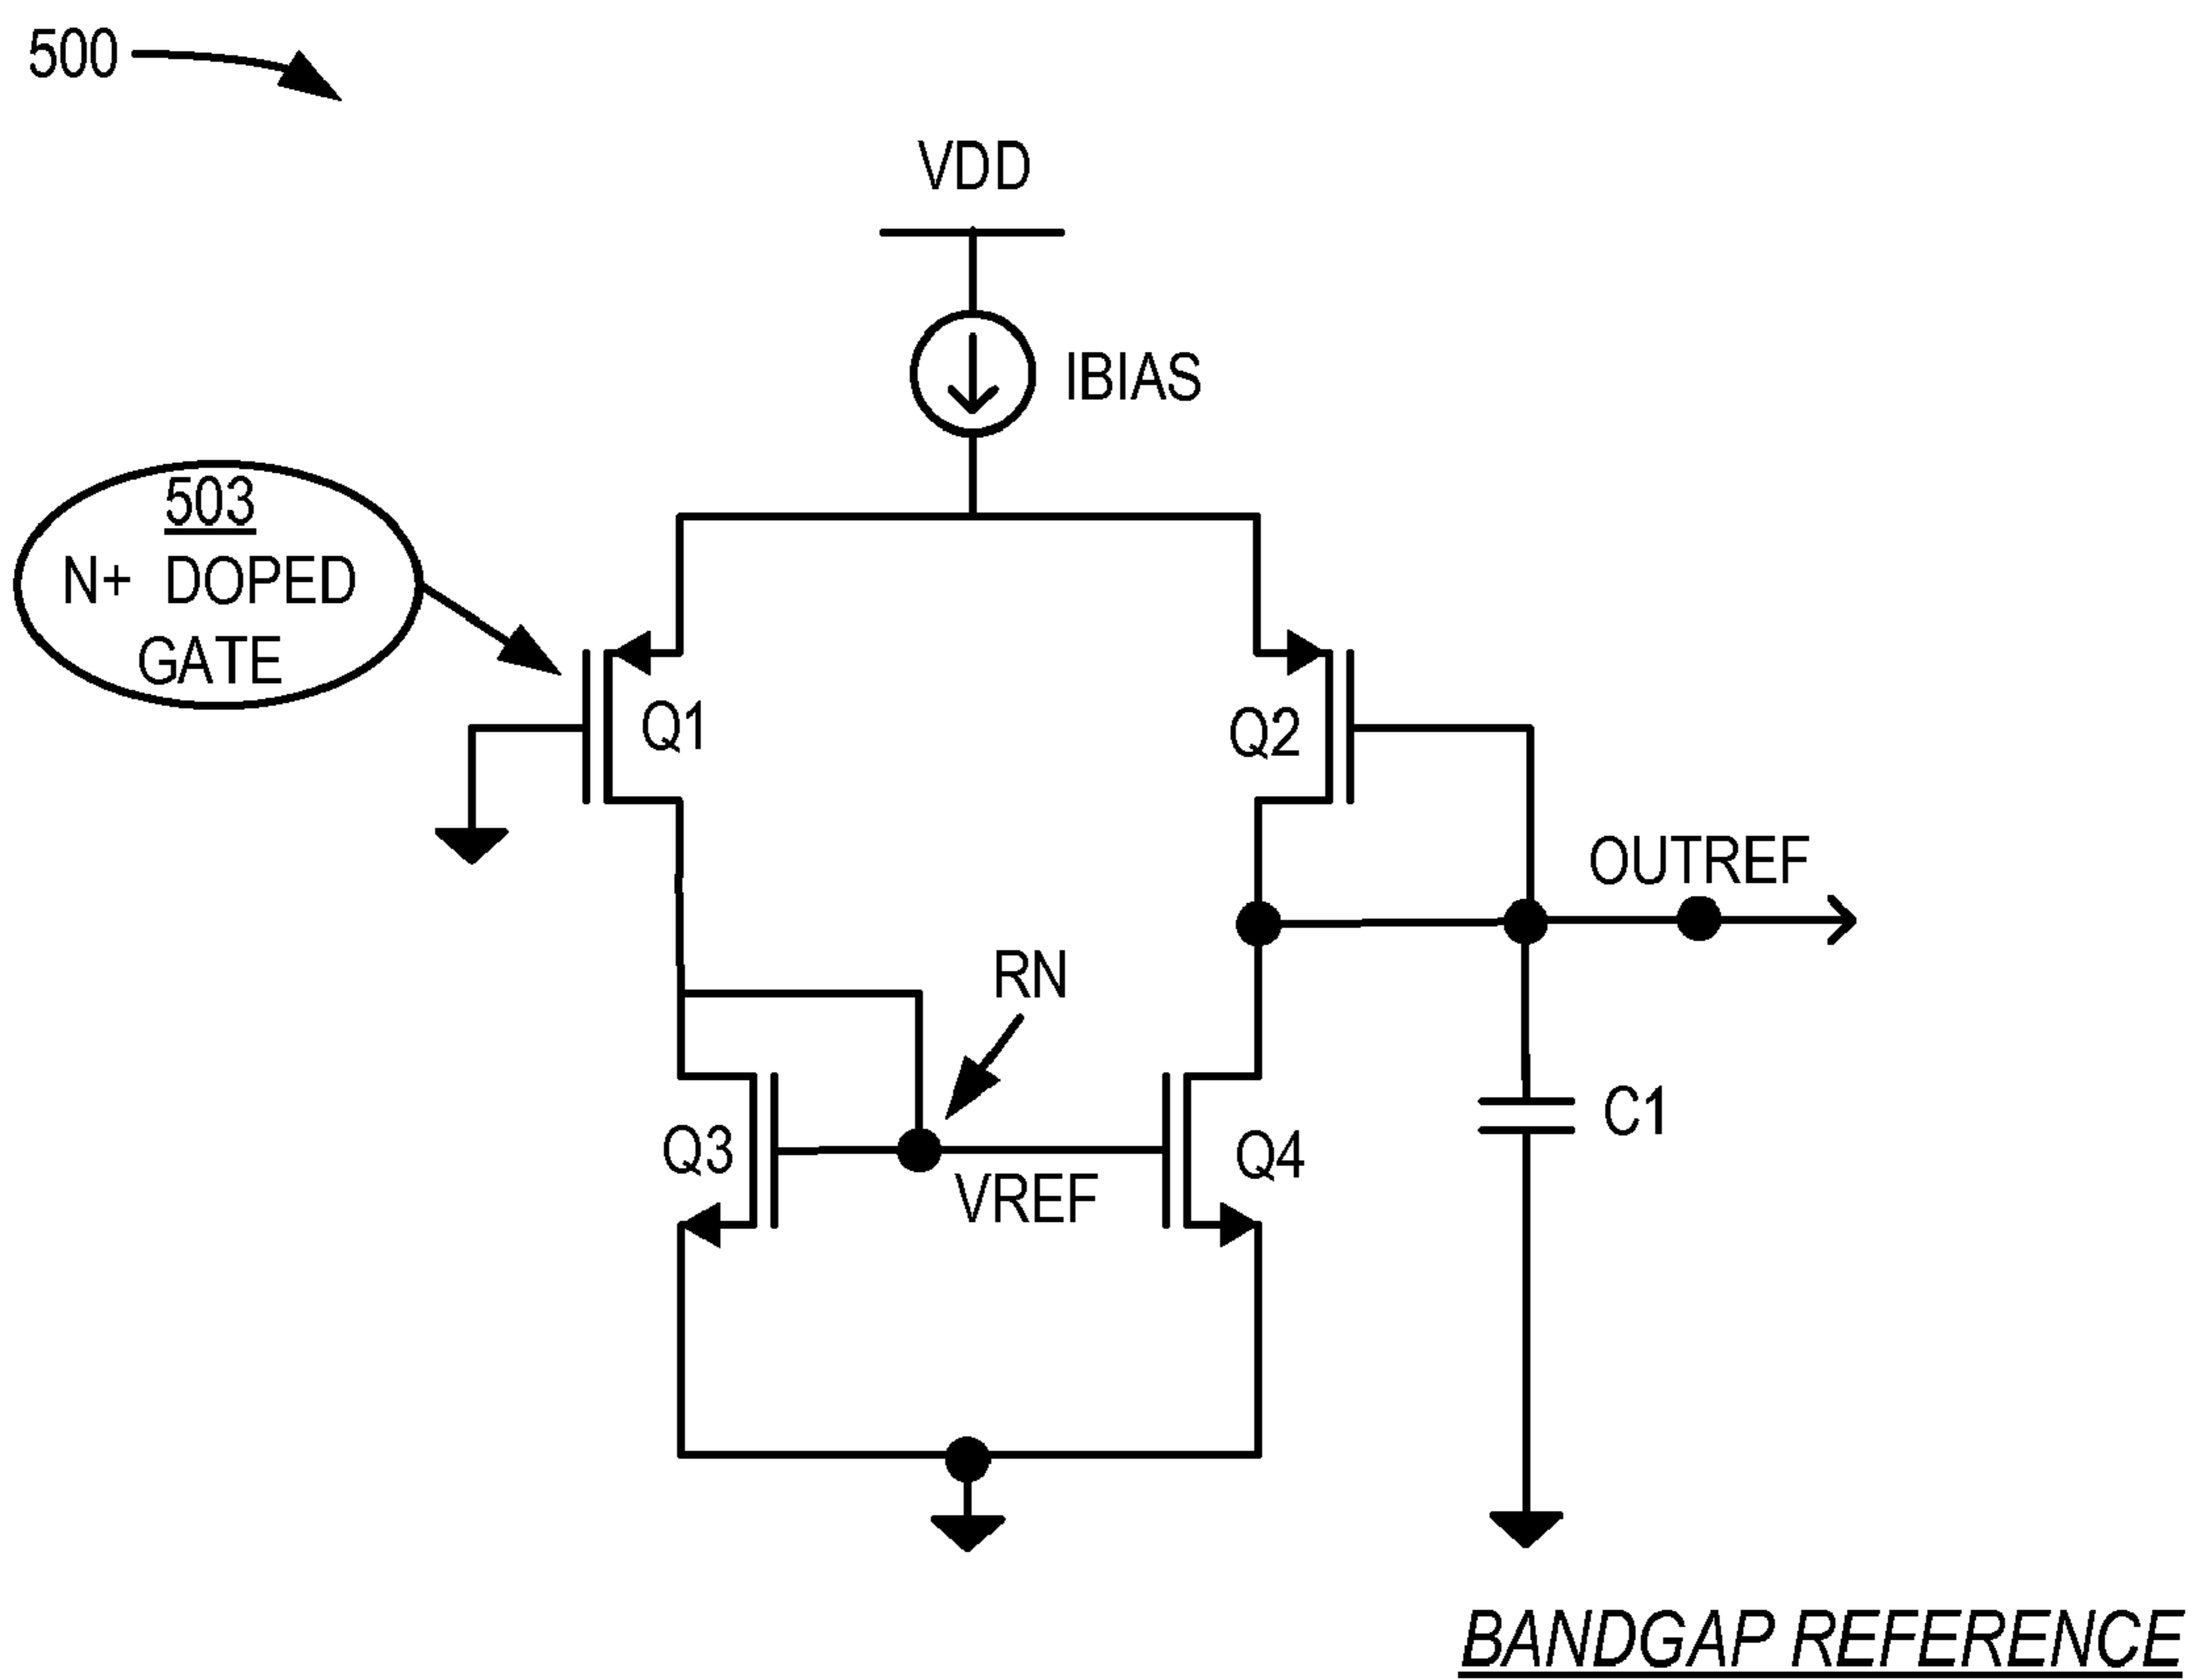 500
VDD
IBIAS
503
N+ DOPED
GATE
Q1
Q2
OUTREF
RN
C1
Q3
Q4
VREF
BANDGAP REFERENCE